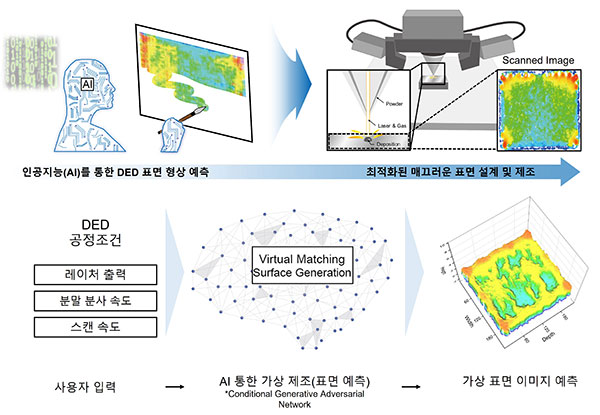 AI
Scanned Image
Powder
Laser & Gas
Deposition
인공지능(AI)를 통한 DED 표면 형상 예측
최적화된 매끄러운 표면 설계 및 제조
DED
공정조건
레이처 출력
분말 분사 속도
스캔 속도
Virtual Matching
Surface Generation
Width
Depth
사용자 입력
AI 통한 가상 제조(표면 예측)
*Conditional Generative Adversarial
Network
가상 표면 이미지 예측